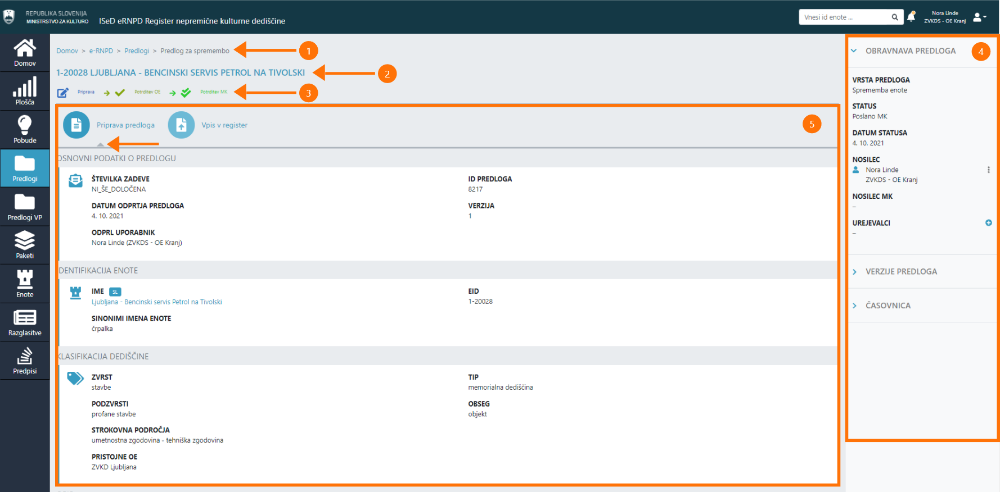 REPUBLIKA SLOVENIJA
MINISTRSTVO ZA KULTURO
ISeD eRNPD Register nepremične kulturne dediščine
Vnesi id enote ...
Nora Linde
ZVKDS - OE Kranj
Domov
Plošča
Pobude
Predlogi
Predlogi VP
Paketi
Enote
Razglasitve
Predpisi
Domov > e-RNPD > Predlogi > Predlog za spremembo
1
1-20028 LJUBLJANA - BENCINSKI SERVIS PETROL NA TIVOLSKI
2
Priprava
Potrditev OE
Potrditev MK
3
Priprava predloga
Vpis v register
5
OSNOVNI PODATKI O PREDLOGU
ŠTEVILKA ZADEVE
NI_ŠE_DOLOČENA
ID PREDLOGA
8217
DATUM ODPRTJA PREDLOGA
4. 10. 2021
VERZIJA
1
ODPRL UPORABNIK
Nora Linde (ZVKDS - OE Kranj)
IDENTIFIKACIJA ENOTE
IME SL
Ljubljana - Bencinski servis Petrol na Tivolski
EID
1-20028
SINONIMI IMENA ENOTE
črpalka
KLASIFIKACIJA DEDIŠČINE
ZVRST
stavbe
TIP
memorialna dediščina
PODZVRSTI
profane stavbe
OBSEG
objekt
STROKOVNA PODROČJA
umetnostna zgodovina • tehniška zgodovina
PRISTOJNE OE
ZVKD Ljubljana
OBRAVNAVA PREDLOGA
4
VRSTA PREDLOGA
Sprememba enote
STATUS
Poslano MK
DATUM STATUSA
4. 10. 2021
NOSILEC
Nora Linde
ZVKDS - OE Kranj
NOSILEC MK
–
UREJEVALCI
–
VERZIJE PREDLOGA
ČASOVNICA